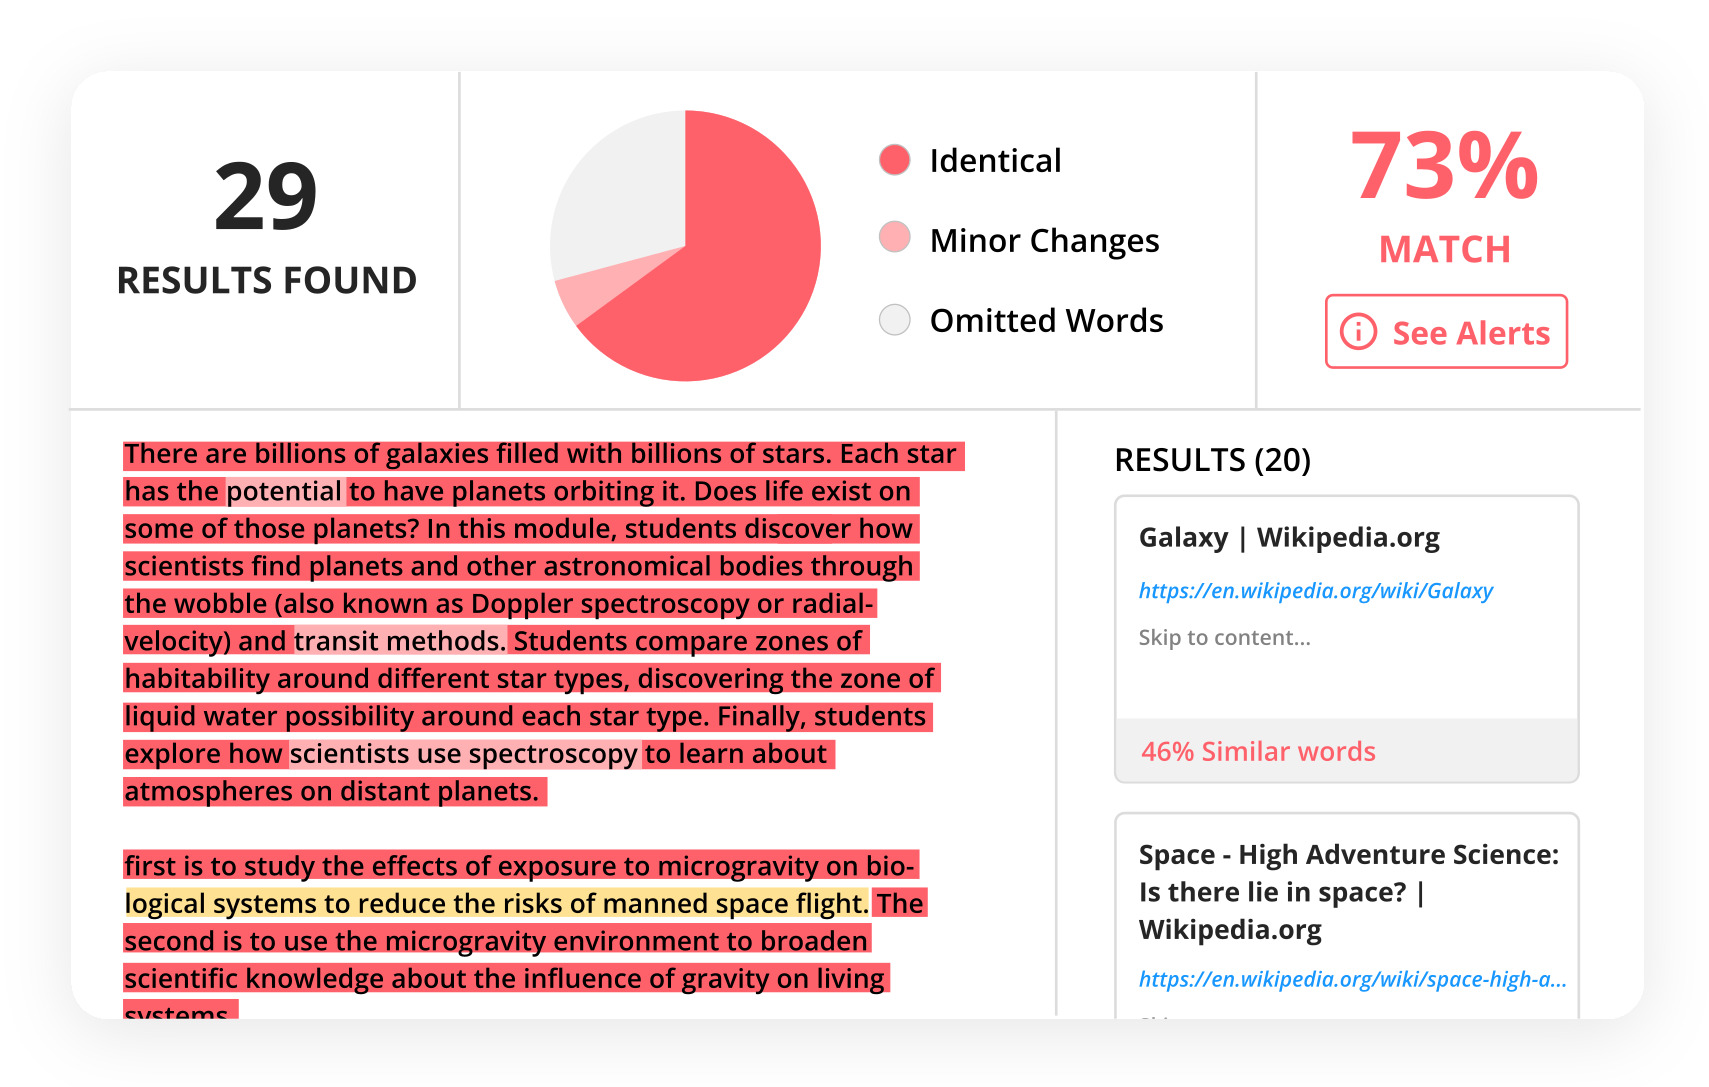 29
RESULTS FOUND
Identical
Minor Changes
Omitted Words
73%
MATCH
See Alerts
There are billions of galaxies filled with billions of stars. Each star
has the potential to have planets orbiting it. Does life exist on
some of those planets? In this module, students discover how
scientists find planets and other astronomical bodies through
the wobble (also known as Doppler spectroscopy or radial-
velocity) and transit methods. Students compare zones of
habitability around different star types, discovering the zone of
liquid water possibility around each star type. Finally, students
explore how scientists use spectroscopy to learn about
atmospheres on distant planets.
first is to study the effects of exposure to microgravity on bio-
logical systems to reduce the risks of manned space flight. The
second is to use the microgravity environment to broaden
scientific knowledge about the influence of gravity on living
systems.
RESULTS (20)
Galaxy | Wikipedia.org
https://en.wikipedia.org/wiki/Galaxy
Skip to content...
46% Similar words
Space - High Adventure Science:
Is there lie in space? |
Wikipedia.org
https://en.wikipedia.org/wiki/space-high-a...